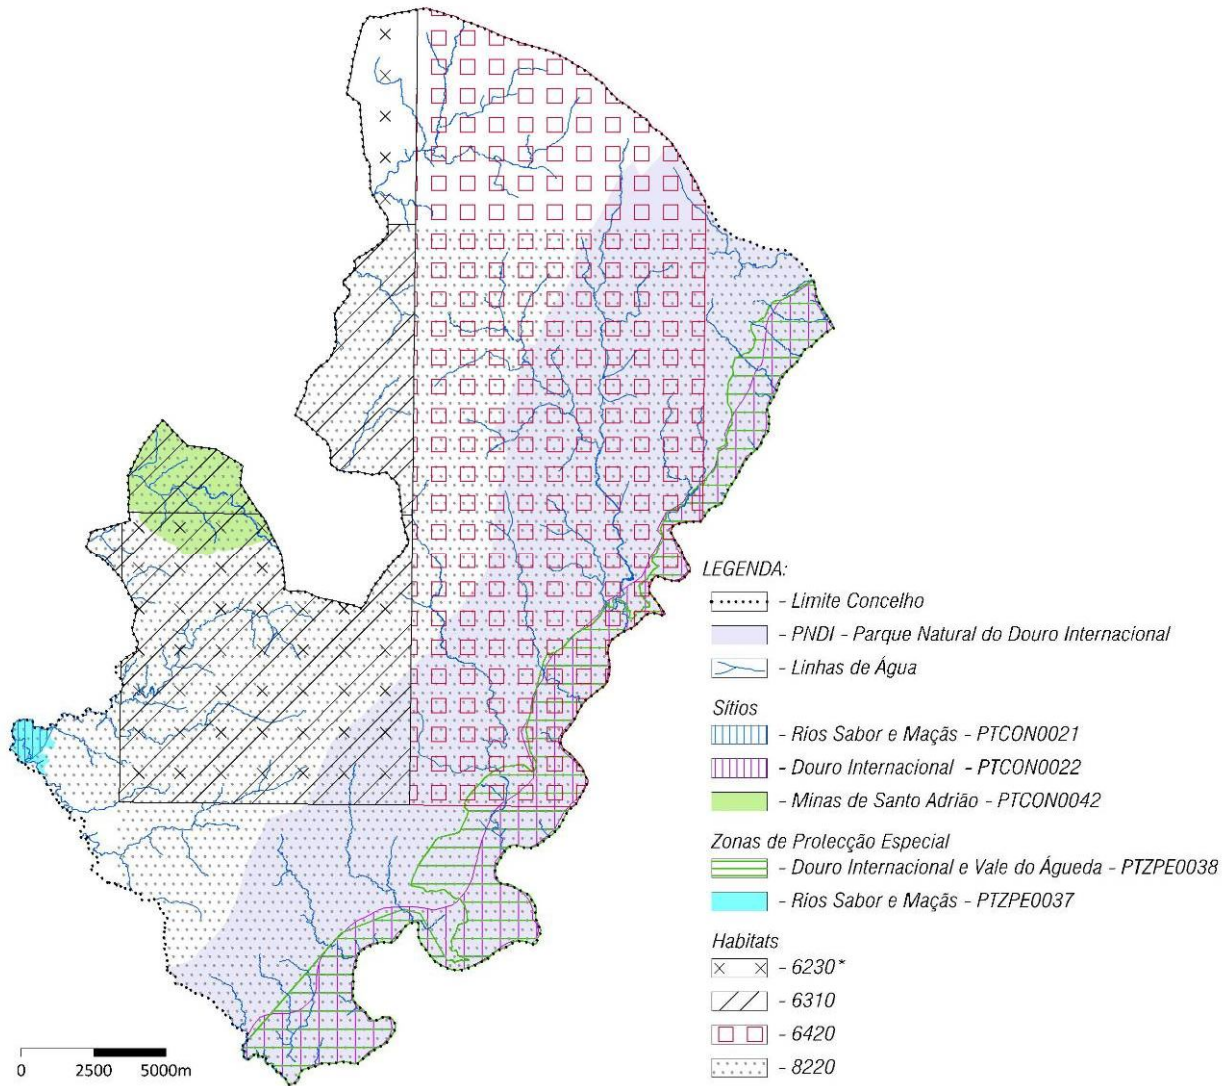 LEGENDA:
- Limite Concelho
- PNDI - Parque Natural do Douro Internacional
- Linhas de Água
Sítios
- Rios Sabor e Maçãs - PTCON0021
- Douro Internacional - PTCON0022
- Minas de Santo Adrião - PTCON0042
Zonas de Protecção Especial
- Douro Internacional e Vale do Águeda - PTZPE0038
- Rios Sabor e Maçãs - PTZPE0037
Habitats
- 6230*
- 6310
- 6420
- 8220
0 2500 5000m